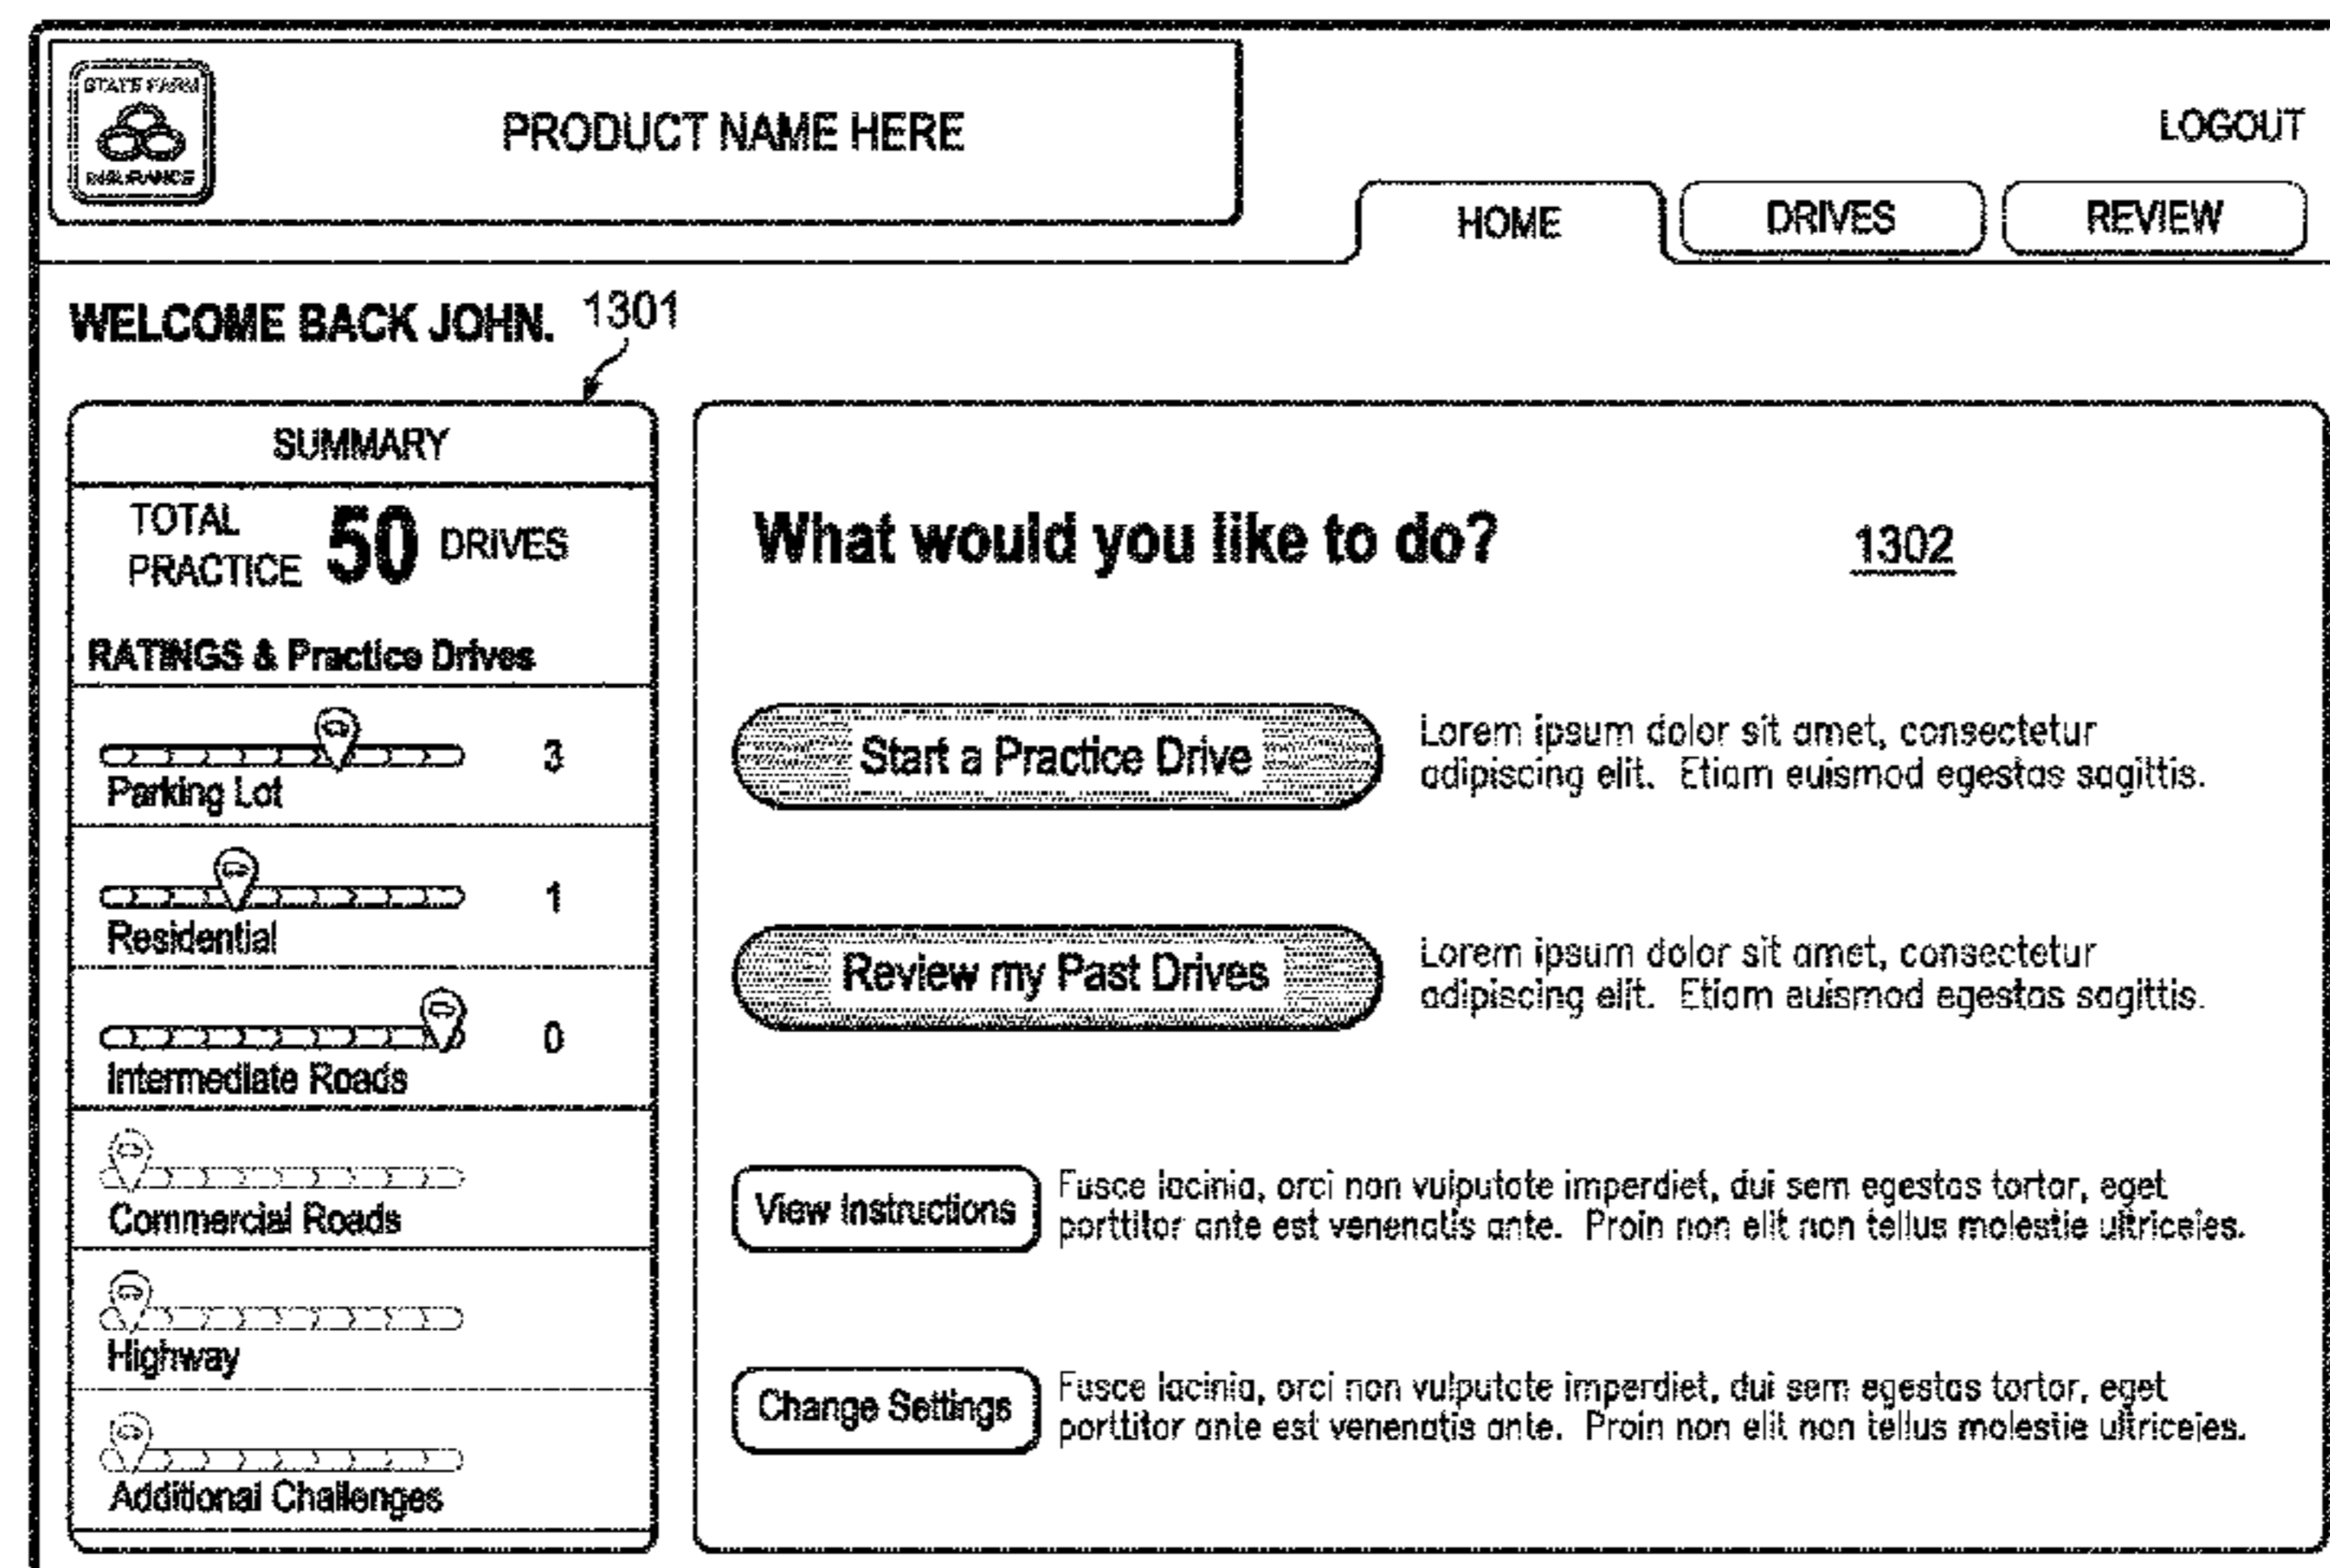 STATE FARM
INSURANCE
PRODUCT NAME HERE
LOGOUT
HOME
DRIVES
REVIEW
WELCOME BACK JOHN.
1301
SUMMARY
TOTAL
PRACTICE 50 DRIVES
RATINGS & Practice Drives
3
Parking Lot
1
Residential
0
Intermediate Roads
Commercial Roads
Highway
Additional Challenges
What would you like to do?
1302
Start a Practice Drive
Lorem ipsum dolor sit amet, consectetur
adipiscing elit. Etiam euismod egestas sagittis.
Review my Past Drives
Lorem ipsum dolor sit amet, consectetur
adipiscing elit. Etiam euismod egestas sagittis.
View Instructions
Fusce lacinia, orci non vulputate imperdiet, dui sem egestas tortor, eget
porttitor ante est venenatis ante. Proin non elit non tellus molestie ultriceies.
Change Settings
Fusce lacinia, orci non vulputate imperdiet, dui sem egestas tortor, eget
porttitor ante est venenatis ante. Proin non elit non tellus molestie ultriceies.